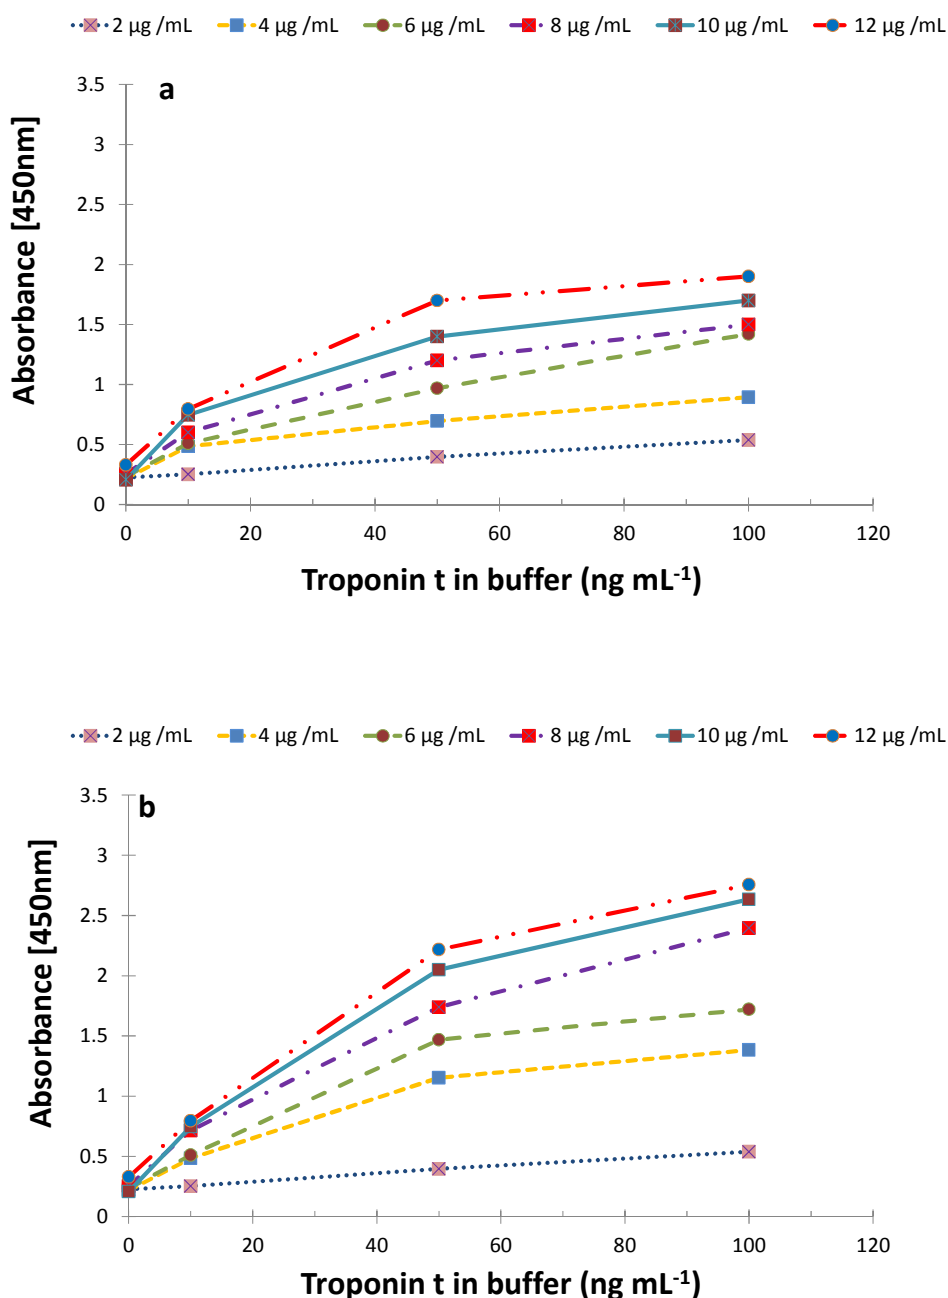 2 µg /mL 4 µg /mL 6 µg /mL 8 µg /mL 10 µg /mL 12 µg /mL
a
3.5
3
2.5
2
1.5
1
0.5
0
Absorbance [450nm]
0 20 40 60 80 100 120
Troponin t in buffer (ng mL⁻¹)
2 µg /mL 4 µg /mL 6 µg /mL 8 µg /mL 10 µg /mL 12 µg /mL
b
3.5
3
2.5
2
1.5
1
0.5
0
Absorbance [450nm]
0 20 40 60 80 100 120
Troponin t in buffer (ng mL⁻¹)